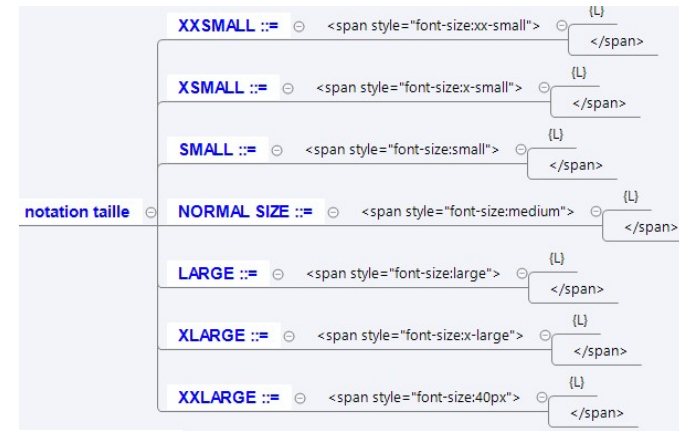 {L}
XXSMALL ::= <span style="font-size:xx-small">
</span>
{L}
XSMALL ::= <span style="font-size:x-small">
</span>
{L}
SMALL ::= <span style="font-size:small">
</span>
{L}
notation taille NORMAL SIZE ::= <span style="font-size:medium">
</span>
{L}
LARGE ::= <span style="font-size:large">
</span>
{L}
XLARGE ::= <span style="font-size:x-large">
</span>
{L}
XXLARGE ::= <span style="font-size:40px">
</span>